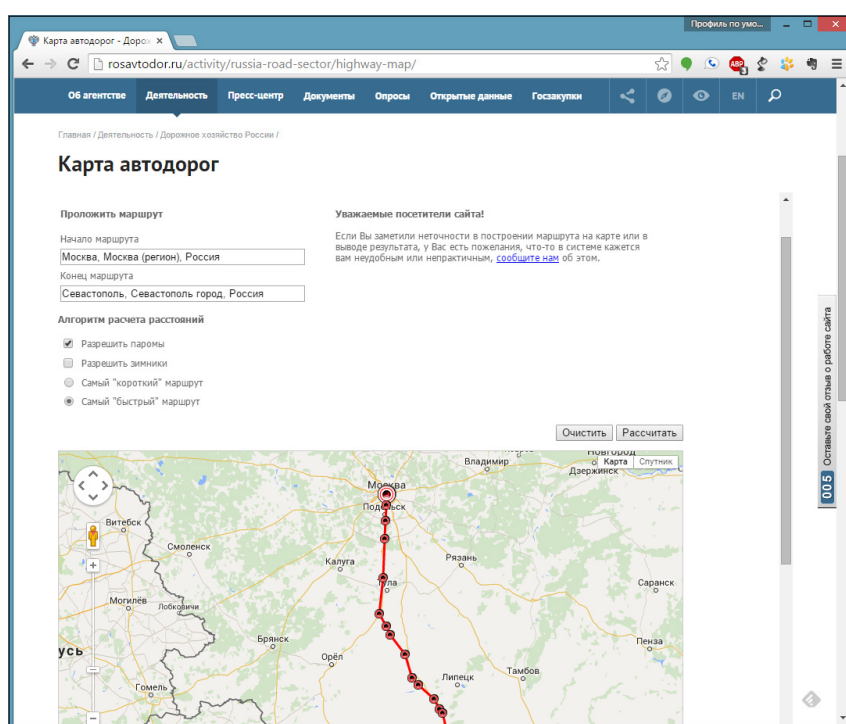 Профиль по умо...
Карта автодорог - Доро
rosavtodor.ru/activity/russia-road-sector/highway-map/
ABP
3
Об агентстве Деятельность Пресс-центр Документы Опросы Открытые данные Госзакупки EN
Главная / Деятельность / Дорожное хозяйство России /
Карта автодорог
Проложить маршрут
Начало маршрута
Москва, Москва (регион), Россия
Конец маршрута
Севастополь, Севастополь город, Россия
Алгоритм расчета расстояний
Разрешить паромы
Разрешить зимники
Самый "короткий" маршрут
Самый "быстрый" маршрут
Уважаемые посетители сайта!
Если Вы заметили неточности в построении маршрута на карте или в
выводе результата, у Вас есть пожелания, что-то в системе кажется
вам неудобным или непрактичным, сообщите нам об этом.
Очистить Рассчитать
005 Оставьте свой отзыв о работе сайта
Карта Спутник
Владимир
Дзержинск
Москва
Подольск
Витебск
Смоленск
Калуга
Рязань
Тула
Саранск
Могилёв
Лобковичи
Брянск
Пенза
усь
Орёл
Липецк
Тамбов
Гомель